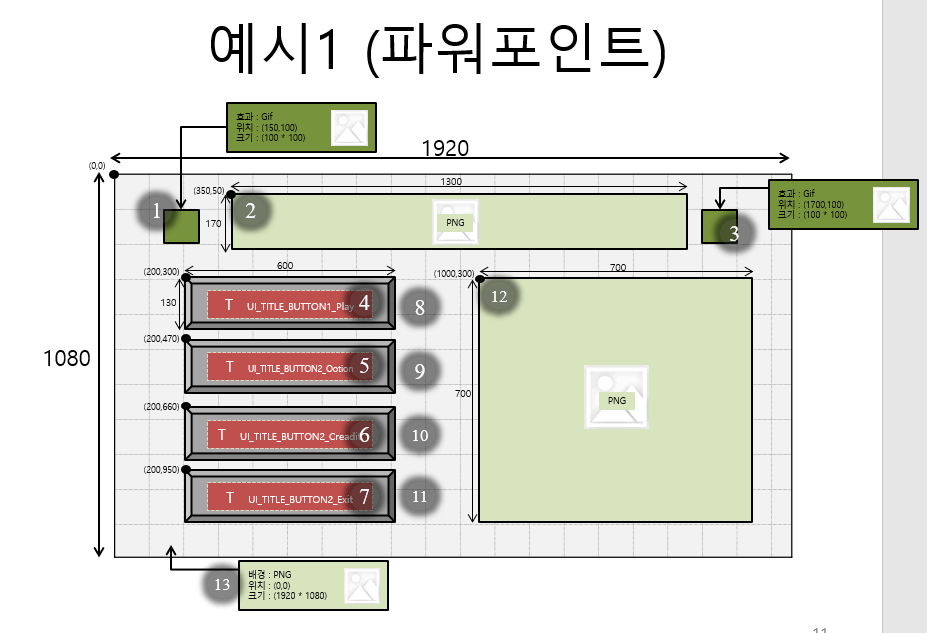 예시1 (파워포인트)
효과 : Gif
위치 : (150,100)
크기 : (100 * 100)
1920
(0,0)
1300
(350,50)
1
2
170
PNG
효과 : Gif
위치 : (1700,100)
크기 : (100 * 100)
3
600
(200,300)
130
T UI_TITLE_BUTTON1_Play
4
8
(200,470)
T UI_TITLE_BUTTON2_Ootion
5
9
1080
(200,660)
T UI_TITLE_BUTTON2_Creadit
6
10
(200,950)
T UI_TITLE_BUTTON2_Exit
7
11
700
(1000,300)
12
700
PNG
13
배경 : PNG
위치 : (0,0)
크기 : (1920 * 1080)
11